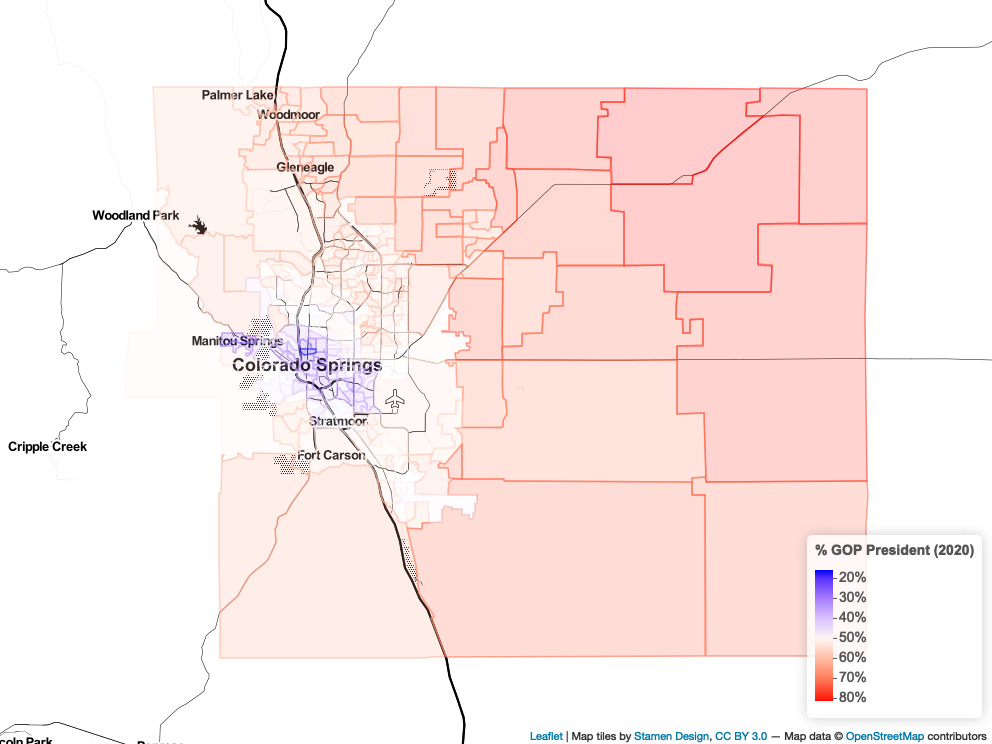 Palmer Lake
Woodmoor
Gleneagle
Woodland Park
Manitou Springs
Colorado Springs
Stratmoor
Cripple Creek
Fort Carson
% GOP President (2020)
20%
30%
40%
50%
60%
70%
80%
coln Park
Leaflet | Map tiles by Stamen Design, CC BY 3.0 — Map data © OpenStreetMap contributors